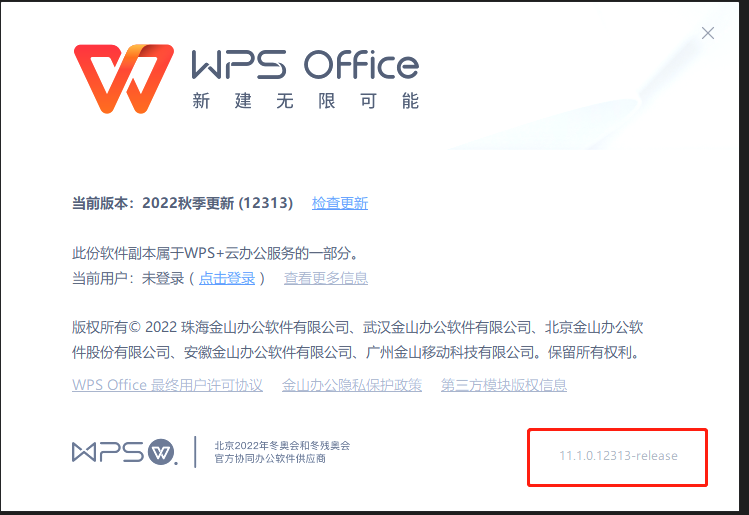 WPS Office
新建无限可能
当前版本：2022秋季更新 (12313) 检查更新
此份软件副本属于WPS+云办公服务的一部分。
当前用户：未登录（点击登录） 查看更多信息
版权所有© 2022 珠海金山办公软件有限公司、武汉金山办公软件有限公司、北京金山办公软
件股份有限公司、安徽金山办公软件有限公司、广州金山移动科技有限公司。保留所有权利。
WPS Office 最终用户许可协议 金山办公隐私保护政策 第三方模块版权信息
WPS
北京2022年冬奥会和冬残奥会
官方协同办公软件供应商
11.1.0.12313-release